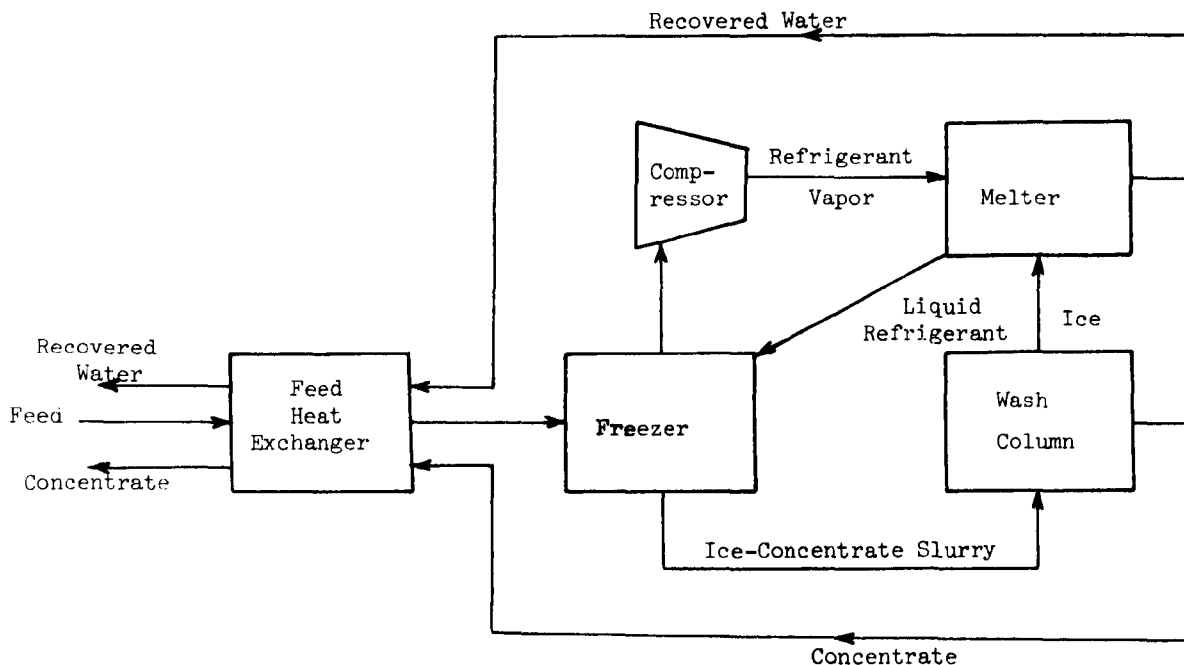 Recovered Water
Comp-
ressor
Refrigerant
Vapor
Melter
Liquid
Refrigerant
Ice
Recovered
Water
Feed
Concentrate
Feed
Heat
Exchanger
Freezer
Wash
Column
Ice-Concentrate Slurry
Concentrate